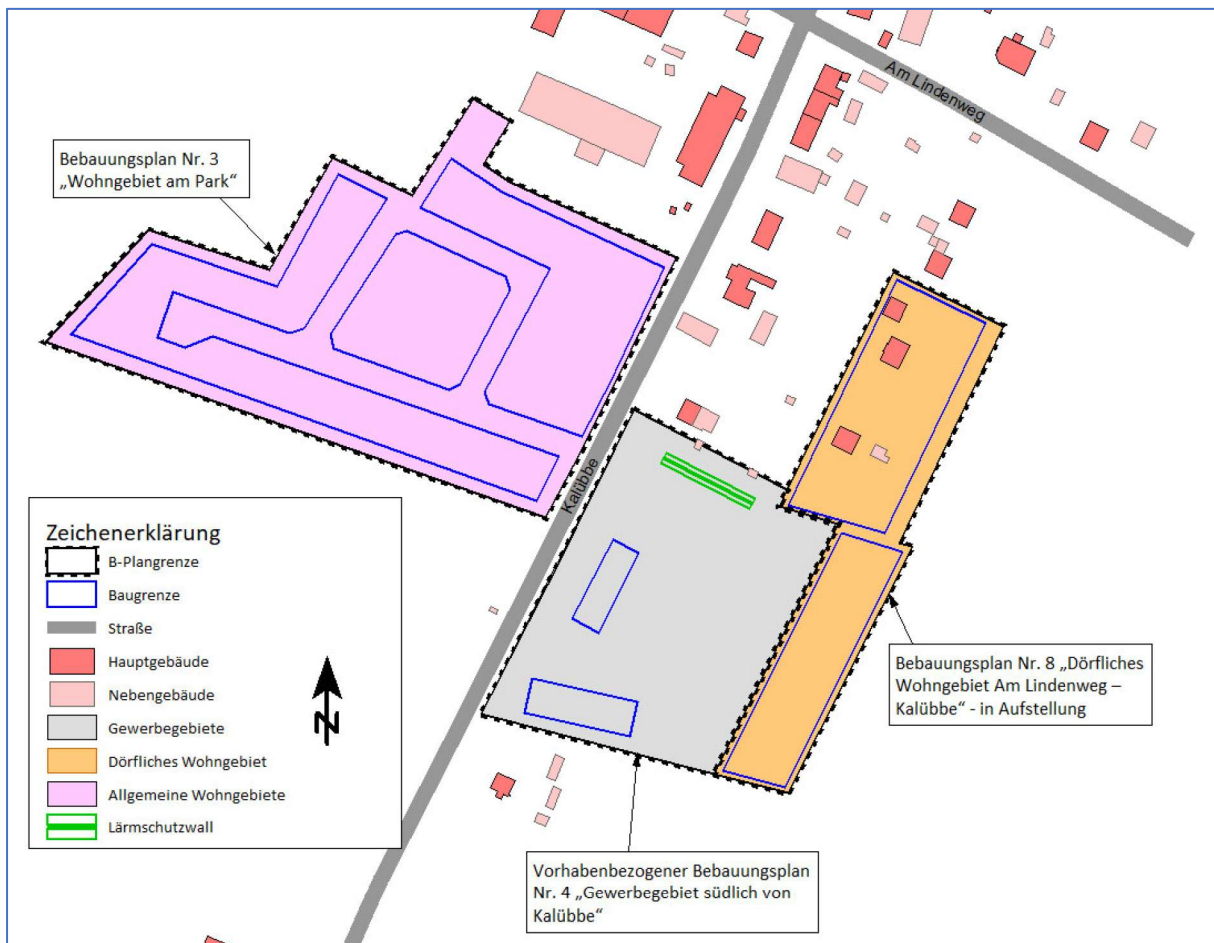 Am Lindenweg
Bebauungsplan Nr. 3
„Wohngebiet am Park“
Kalübbe
Zeichenerklärung
B-Plangrenze
Baugrenze
Straße
Hauptgebäude
Nebengebäude
Gewerbegebiete
Dörfliches Wohngebiet
Allgemeine Wohngebiete
Lärmschutzwall
N
Bebauungsplan Nr. 8 „Dörfliches
Wohngebiet Am Lindenweg –
Kalübbe“ - in Aufstellung
Vorhabenbezogener Bebauungsplan
Nr. 4 „Gewerbegebiet südlich von
Kalübbe“